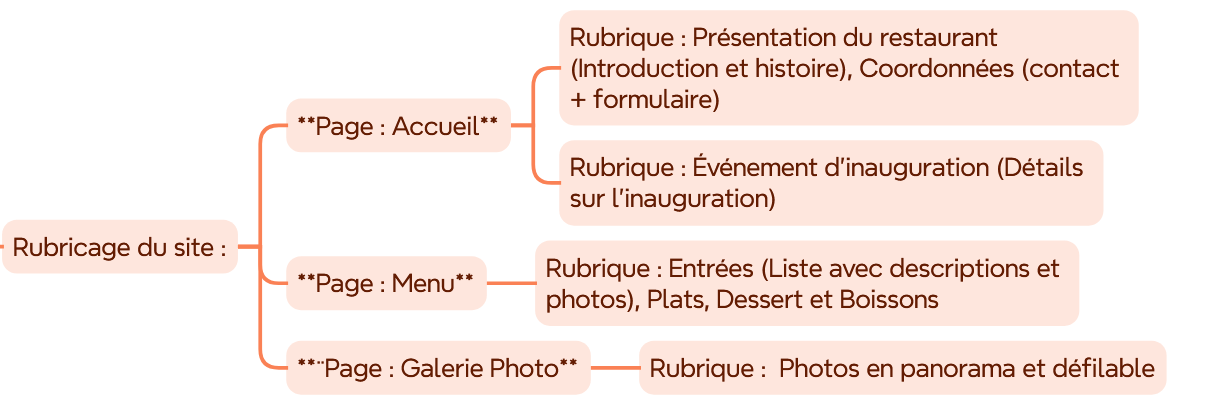 Rubricage du site :
**Page : Accueil**
Rubrique : Présentation du restaurant
(Introduction et histoire), Coordonnées (contact
+ formulaire)
Rubrique : Événement d'inauguration (Détails
sur l'inauguration)
**Page : Menu**
Rubrique : Entrées (Liste avec descriptions et
photos), Plats, Dessert et Boissons
**¨Page : Galerie Photo**
Rubrique :  Photos en panorama et défilable